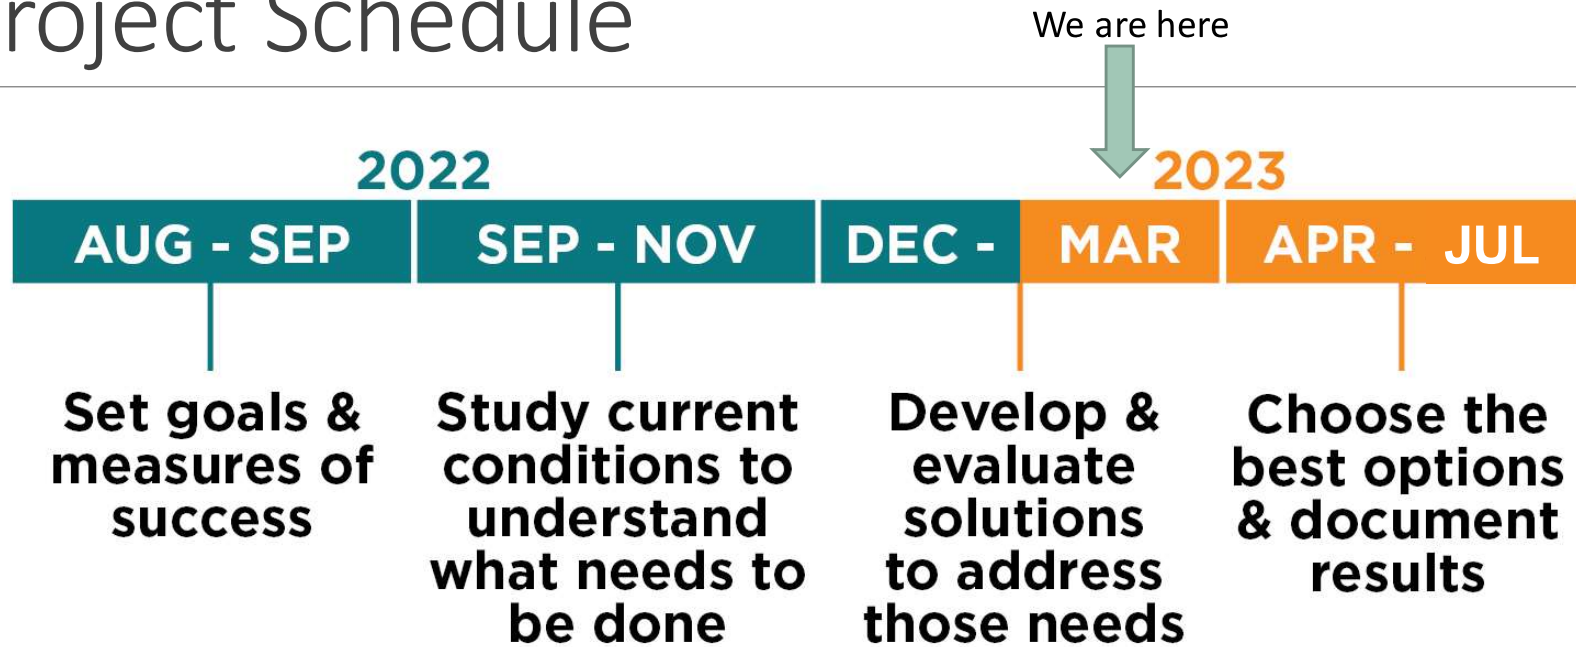 roject Schedule
We are here
2022
2023
AUG - SEP
SEP - NOV
DEC - MAR
APR - JUL
Set goals &
measures of
success
Study current
conditions to
understand
what needs to
be done
Develop &
evaluate
solutions
to address
those needs
Choose the
best options
& document
results